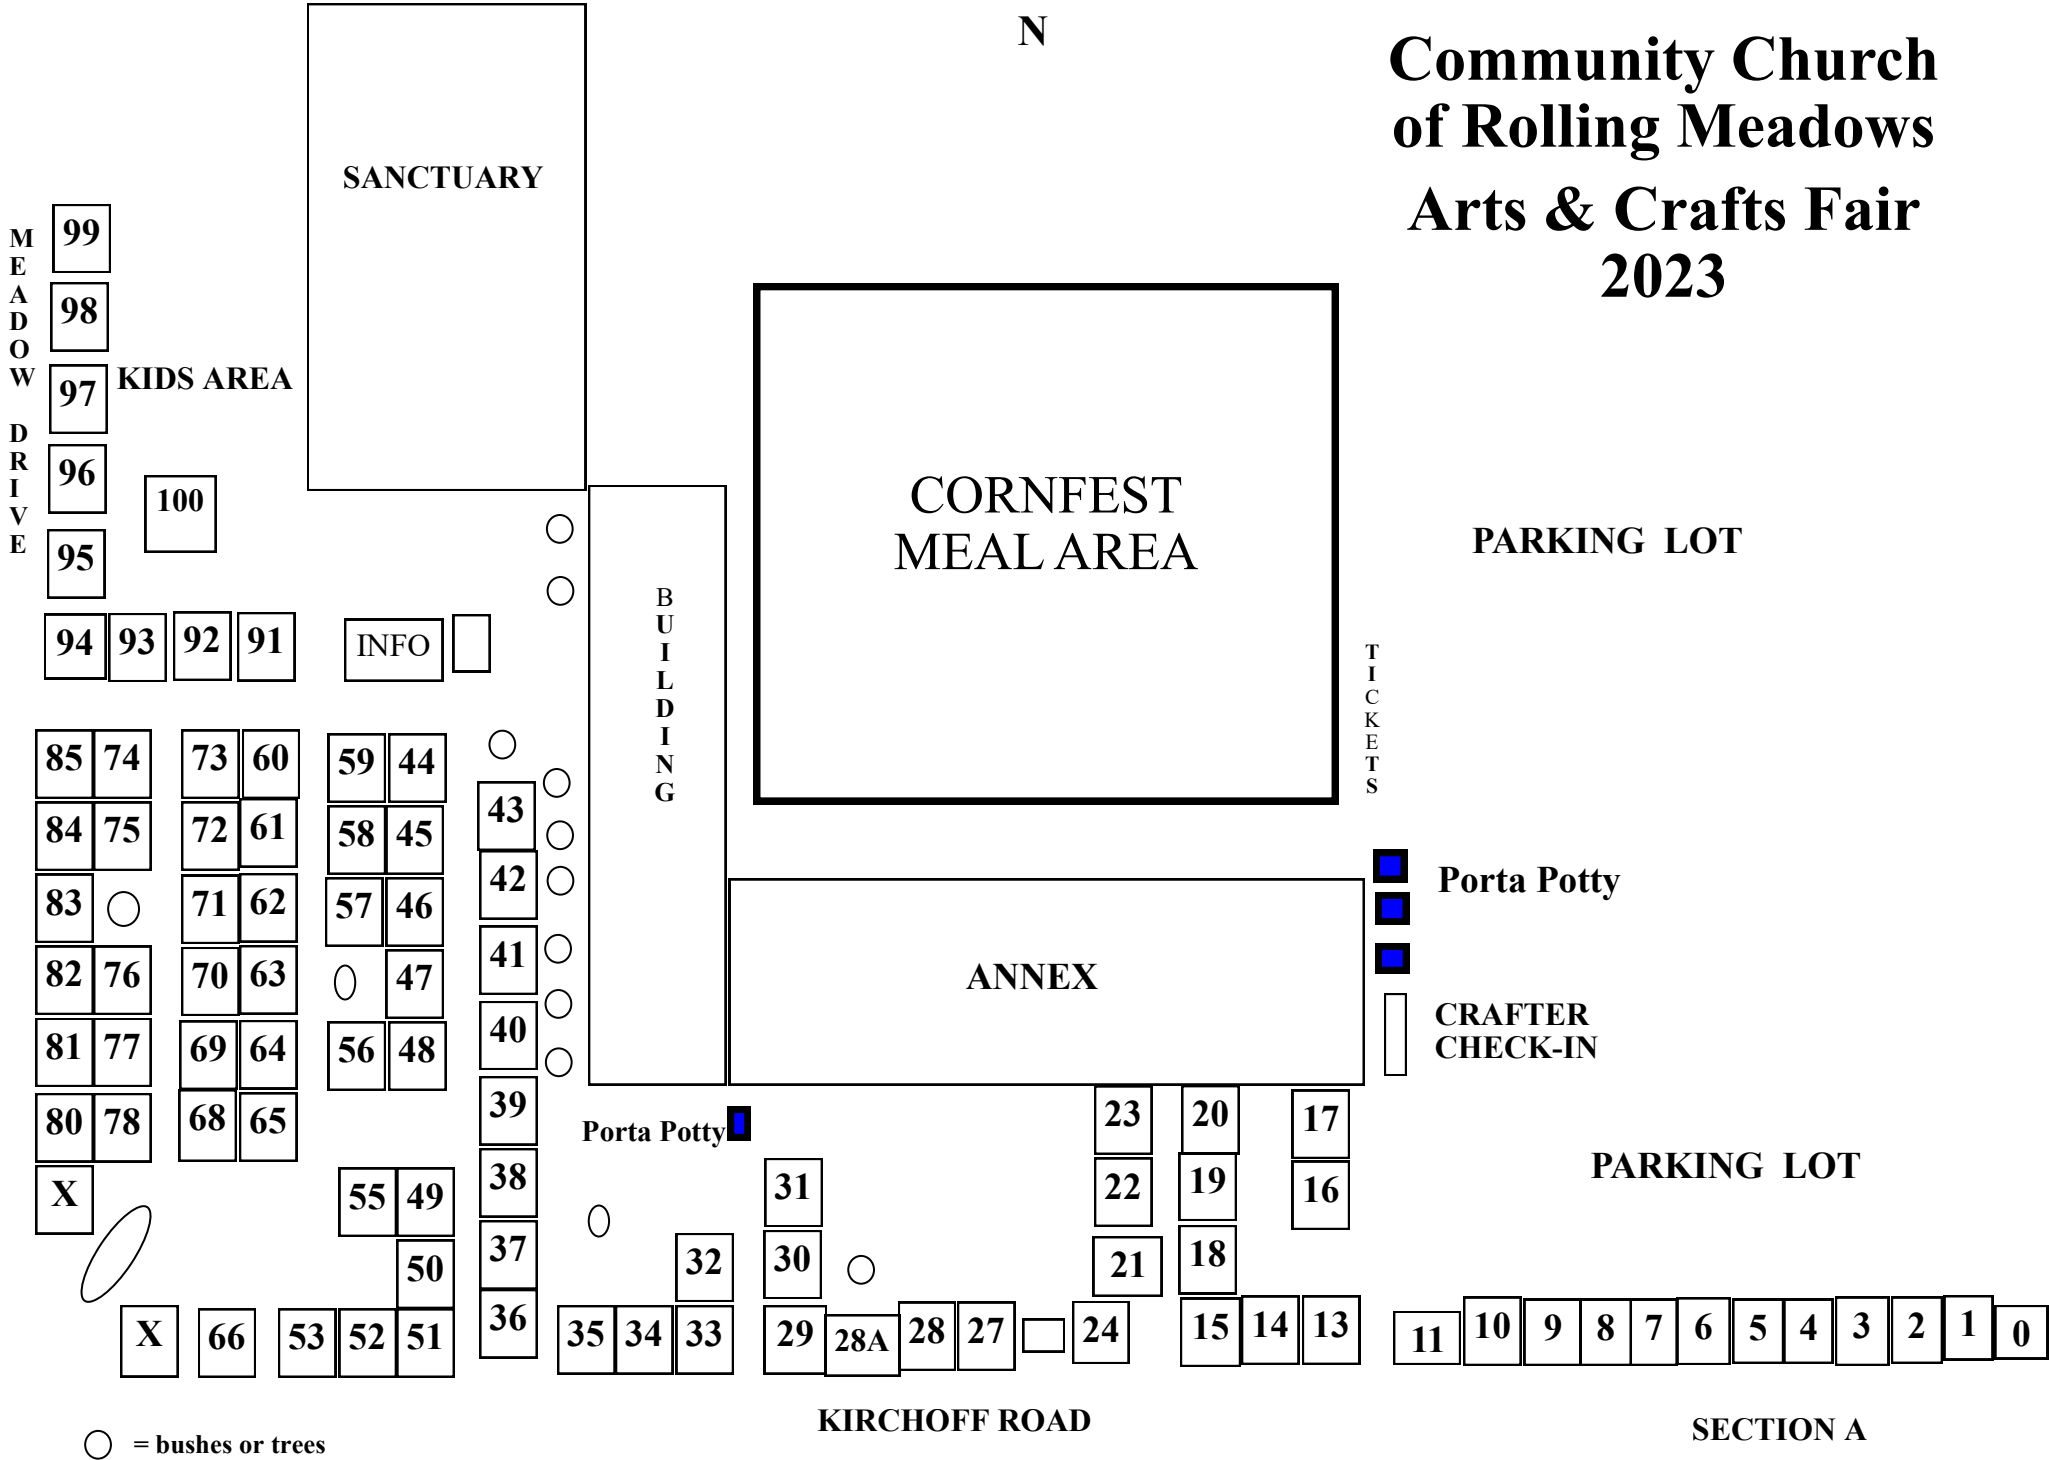 N
Community Church
of Rolling Meadows
Arts & Crafts Fair
2023
SANCTUARY
MEADOW DRIVE
99
98
97
96
95
KIDS AREA
100
CORNFEST
MEAL AREA
PARKING LOT
BUILDING
TICKETS
94 93 92 91
INFO
85 74 73 60 59 44
43
84 75 72 61 58 45
42
83 71 62 57 46
41
82 76 70 63 47
40
81 77 69 64 56 48
39
80 78 68 65
38
X 55 49
37
50
36
X 66 53 52 51
Porta Potty
ANNEX
CRAFTER
CHECK-IN
Porta Potty
23 20 17
31 22 19 16
PARKING LOT
32 30 21 18
35 34 33 29 28A 28 27 24 15 14 13 11 10 9 8 7 6 5 4 3 2 1 0
KIRCHOFF ROAD
SECTION A
= bushes or trees